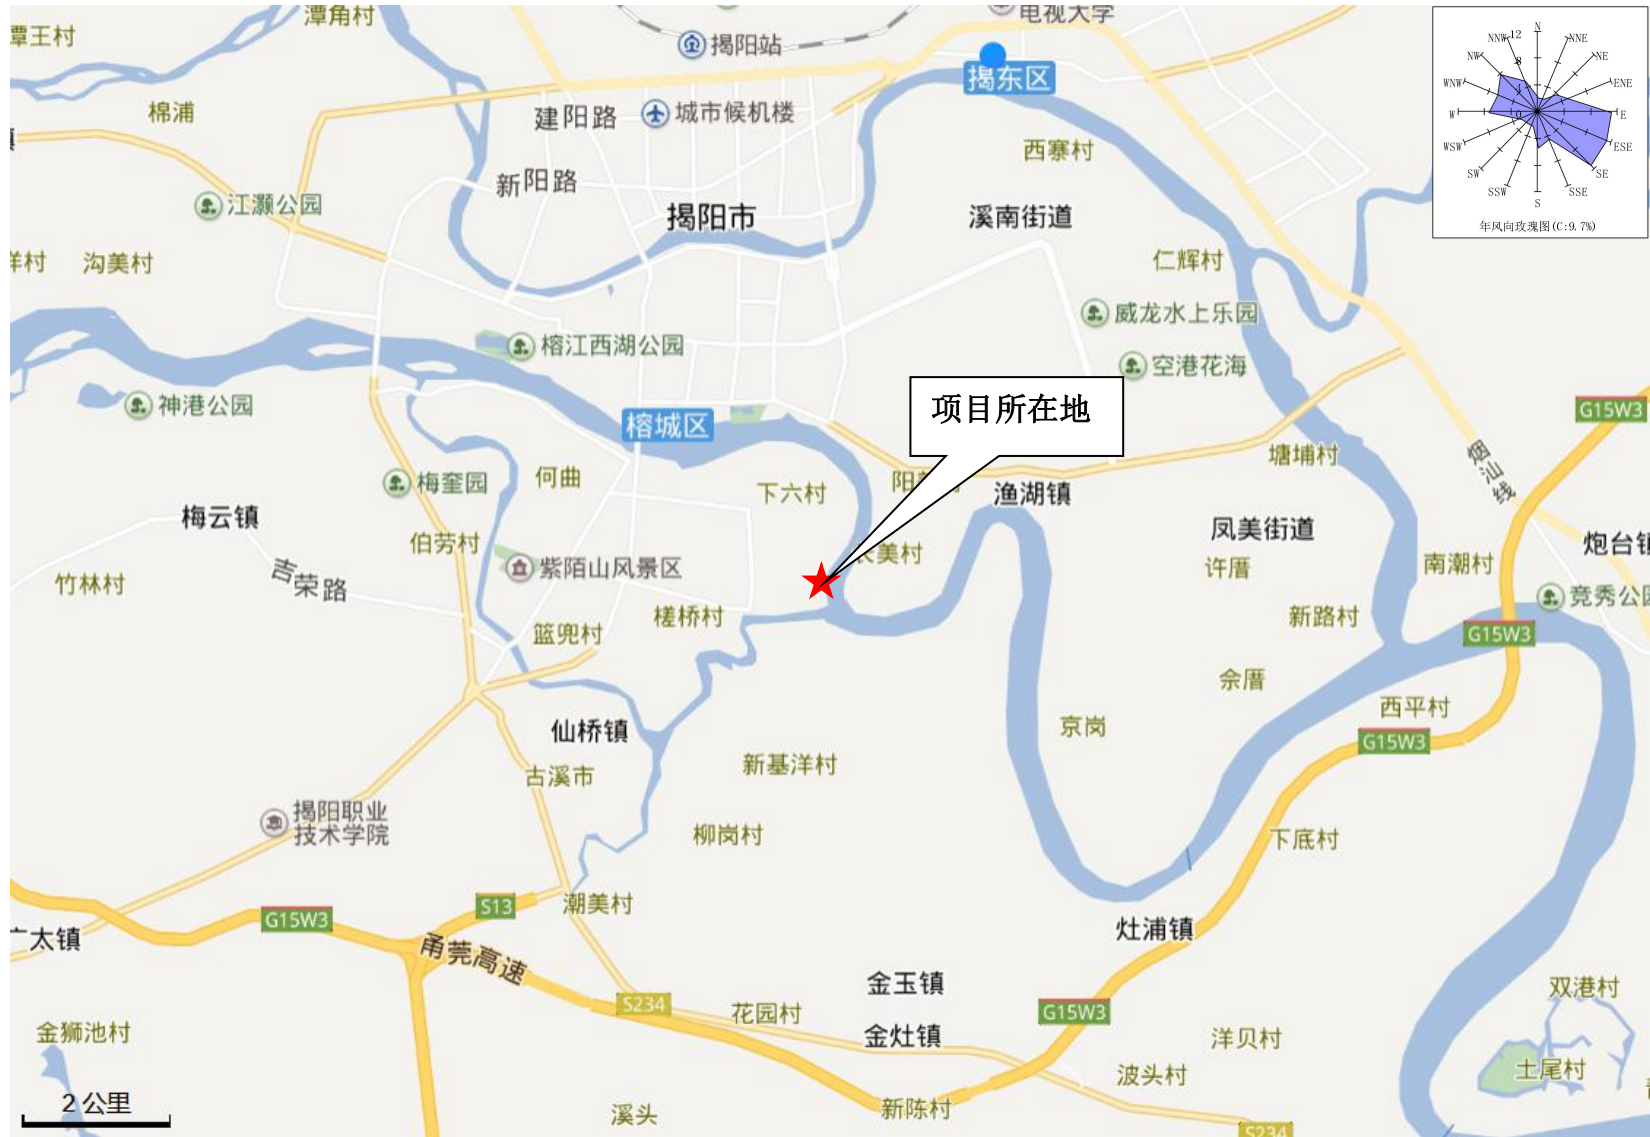 潭角村
覃王村
电视大学
揭阳站
揭东区
棉浦
建阳路
城市候机楼
西寨村
新阳路
江灏公园
揭阳市
溪南街道
沟美村
仁辉村
威龙水上乐园
榕江西湖公园
空港花海
神港公园
榕城区
项目所在地
G15W3
塘埔村
烟汕线
梅奎园
何曲
下六村
渔湖镇
梅云镇
伯劳村
凤美街道
炮台镇
长美村
紫陌山风景区
许厝
南潮村
竹林村
吉荣路
竞秀公园
槎桥村
新路村
篮兜村
G15W3
佘厝
西平村
仙桥镇
京岗
G15W3
新基洋村
古溪市
揭阳职业
技术学院
柳岗村
下底村
S13
潮美村
G15W3
灶浦镇
广太镇
甬莞高速
金玉镇
双港村
S234
花园村
G15W3
金狮池村
金灶镇
洋贝村
土尾村
波头村
2公里
新陈村
溪头
S234
N
NNE
NE
ENE
E
ESE
SE
SSE
S
SSW
SW
WSW
W
WNW
NW
NNW
12
8
4
0
年风向玫瑰图(C:9.7%)